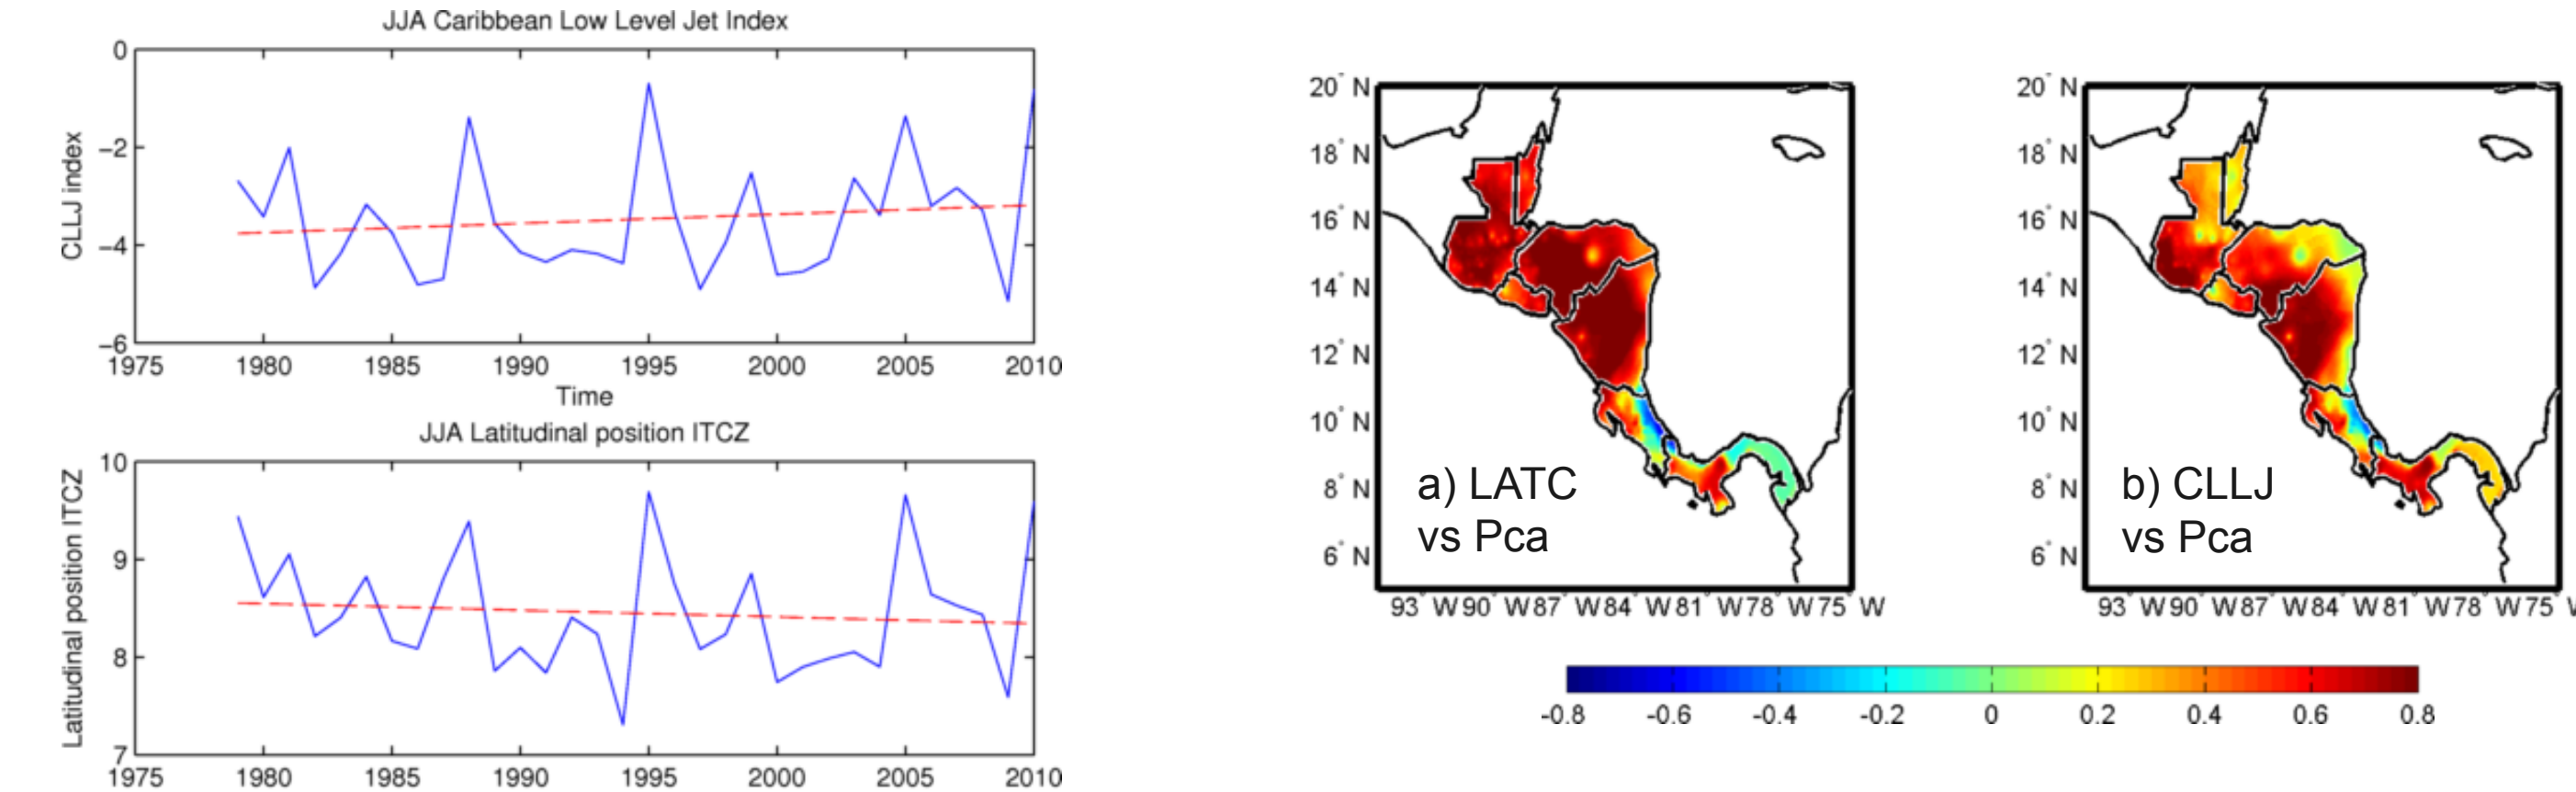 JJA Caribbean Low Level Jet Index
CLLJ index
0
−2
−4
−6
1975 1980 1985 1990 1995 2000 2005 2010
Time
JJA Latitudinal position ITCZ
Latitudinal position ITCZ
10
9
8
7
1975 1980 1985 1990 1995 2000 2005 2010
20° N
18° N
16° N
14° N
12° N
10° N
8° N
6° N
93° W 90° W 87° W 84° W 81° W 78° W 75° W
a) LATC
vs Pca
20° N
18° N
16° N
14° N
12° N
10° N
8° N
6° N
93° W 90° W 87° W 84° W 81° W 78° W 75°
b) CLLJ
vs Pca
-0.8 -0.6 -0.4 -0.2 0 0.2 0.4 0.6 0.8